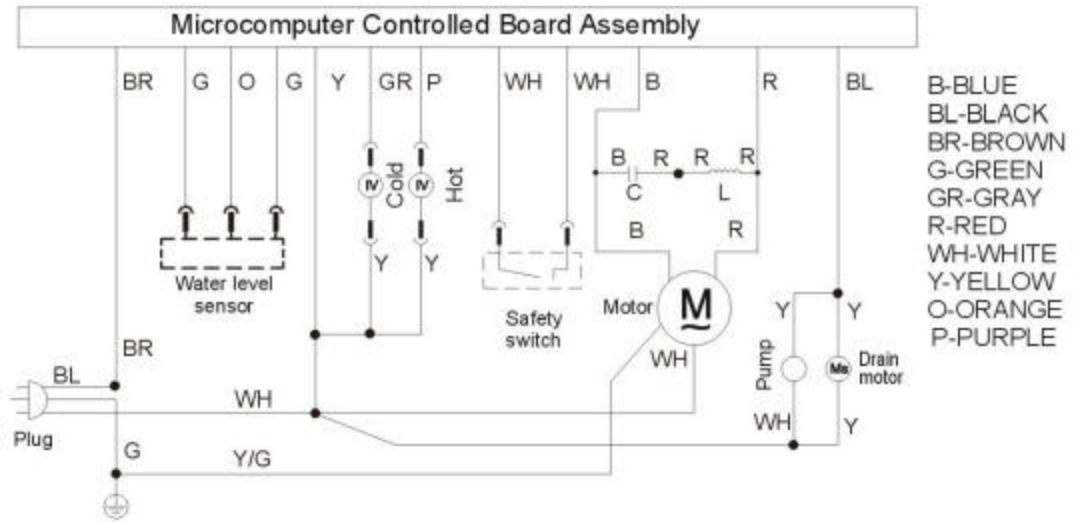 Microcomputer Controlled Board Assembly
BR G O G Y GR P WH WH B R BL
B-BLUE
BL-BLACK
BR-BROWN
G-GREEN
GR-GRAY
R-RED
WH-WHITE
Y-YELLOW
O-ORANGE
P-PURPLE
B R R R
C L
IV Cold IV Hot
B R
Y Y
Water level
sensor
Safety
switch
Motor M ~
Y Y
BR
WH
Pump
Ms Drain
motor
BL
Plug
WH
WH Y
G
Y/G